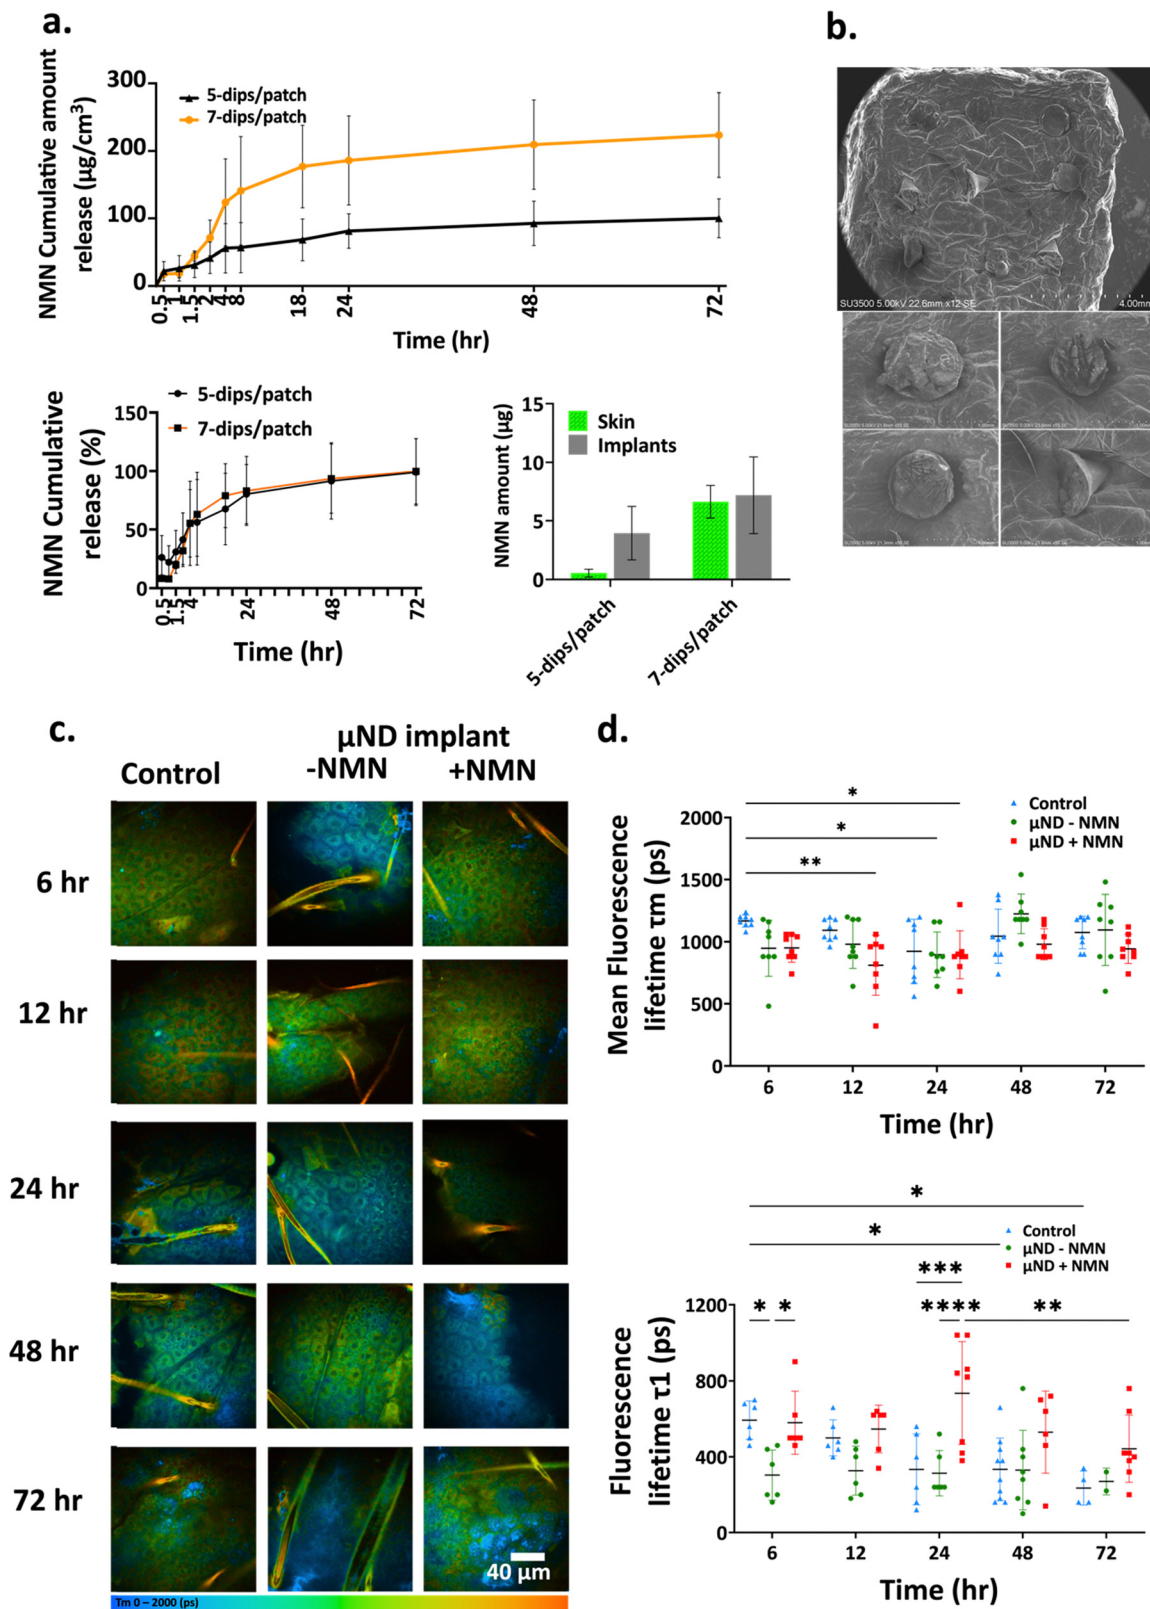 a.
NMN Cumulative amount
release (µg/cm³)
300
200
100
0
5-dips/patch
7-dips/patch
0.5
1
1.5
2
4
8
18
24
48
72
Time (hr)
b.
SU3500 5.00kV 22.6mm x12 SE
4.00mm
NMN Cumulative
release (%)
150
100
50
0
5-dips/patch
7-dips/patch
0.5
1.5
4
24
48
72
Time (hr)
NMN amount (µg)
15
10
5
0
Skin
Implants
5-dips/patch
7-dips/patch
c.
µND implant
Control
-NMN
+NMN
6 hr
12 hr
24 hr
48 hr
72 hr
40 µm
Tm 0 – 2000 (ps)
d.
Mean Fluorescence
lifetime τm (ps)
2000
1500
1000
500
0
*
*
**
Control
µND - NMN
µND + NMN
6
12
24
48
72
Time (hr)
Fluorescence
lifetime τ1 (ps)
1200
800
400
0
*
*
Control
µND - NMN
µND + NMN
***
* *
****
**
6
12
24
48
72
Time (hr)